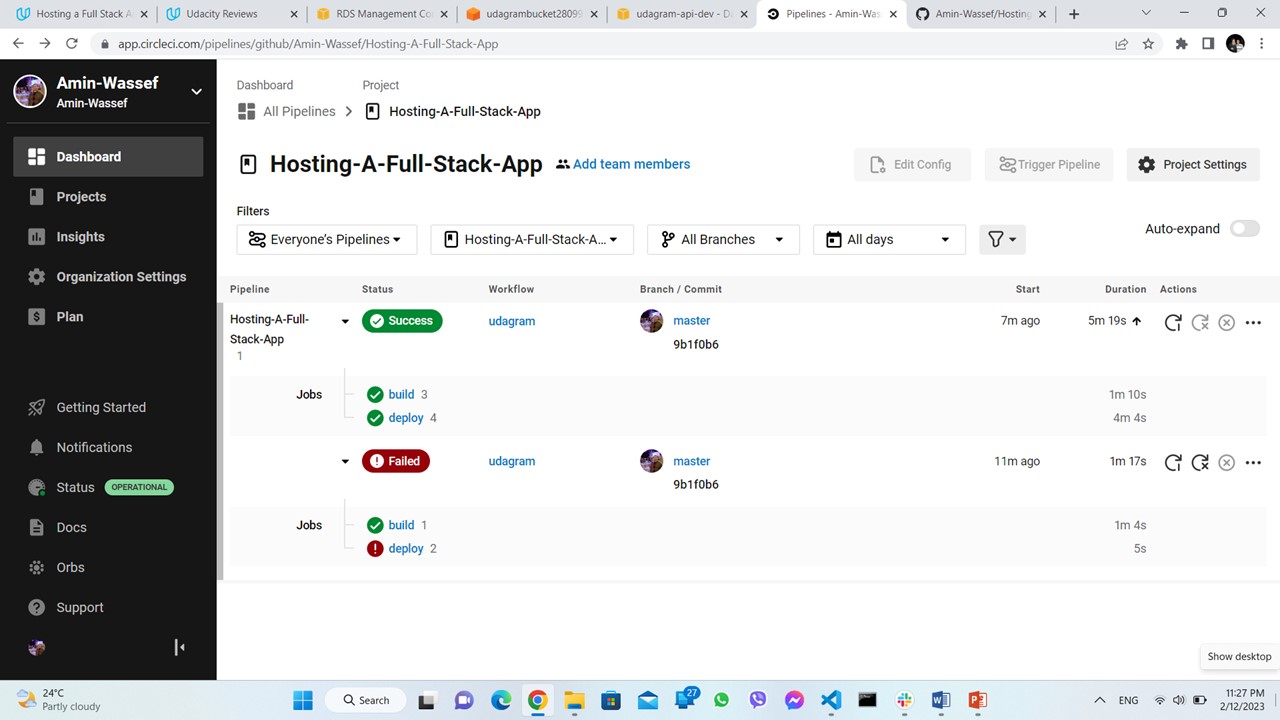 Hosting a Full Stack A
Udacity Reviews
RDS Management Co
udagrambucket28099
udagram-api-dev - Da
Pipelines - Amin-Was
Amin-Wassef/Hosting
app.circleci.com/pipelines/github/Amin-Wassef/Hosting-A-Full-Stack-App
Amin-Wassef
Amin-Wassef
Dashboard
Projects
Insights
Organization Settings
Plan
Getting Started
Notifications
Status OPERATIONAL
Docs
Orbs
Support
Dashboard Project
All Pipelines Hosting-A-Full-Stack-App
Hosting-A-Full-Stack-App Add team members
Edit Config Trigger Pipeline Project Settings
Filters
Everyone's Pipelines Hosting-A-Full-Stack-A... All Branches All days
Auto-expand
Pipeline Status Workflow Branch / Commit Start Duration Actions
Hosting-A-Full-
Stack-App
1
Success udagram master 7m ago 5m 19s
9b1f0b6
Jobs
build 3 1m 10s
deploy 4 4m 4s
Failed udagram master 11m ago 1m 17s
9b1f0b6
Jobs
build 1 1m 4s
deploy 2 5s
Show desktop
24°C
Partly cloudy
Search
27
ENG
11:27 PM
2/12/2023